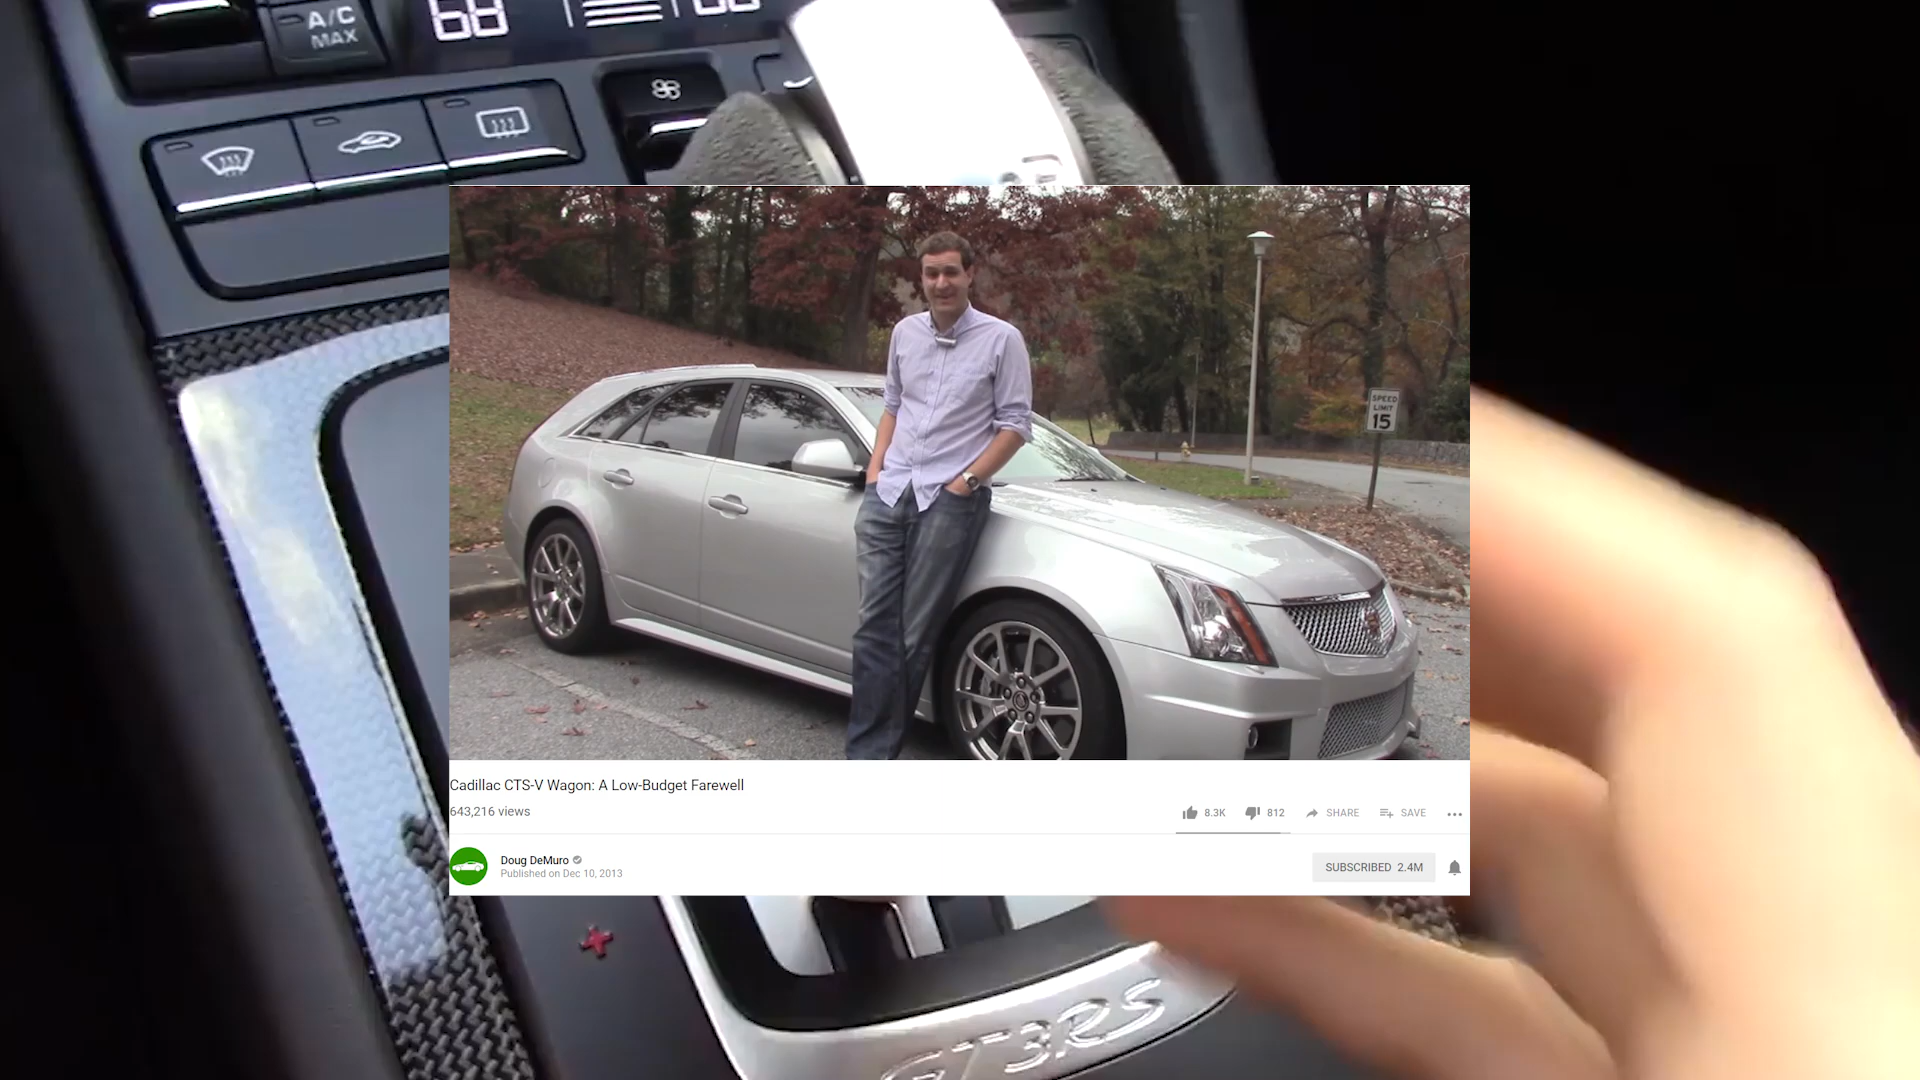 A/C
MAX
68
SPEED
LIMIT
15
Cadillac CTS-V Wagon: A Low-Budget Farewell
643,216 views
8.3K 812 SHARE SAVE
Doug DeMuro
Published on Dec 10, 2013
SUBSCRIBED 2.4M
GT3RS